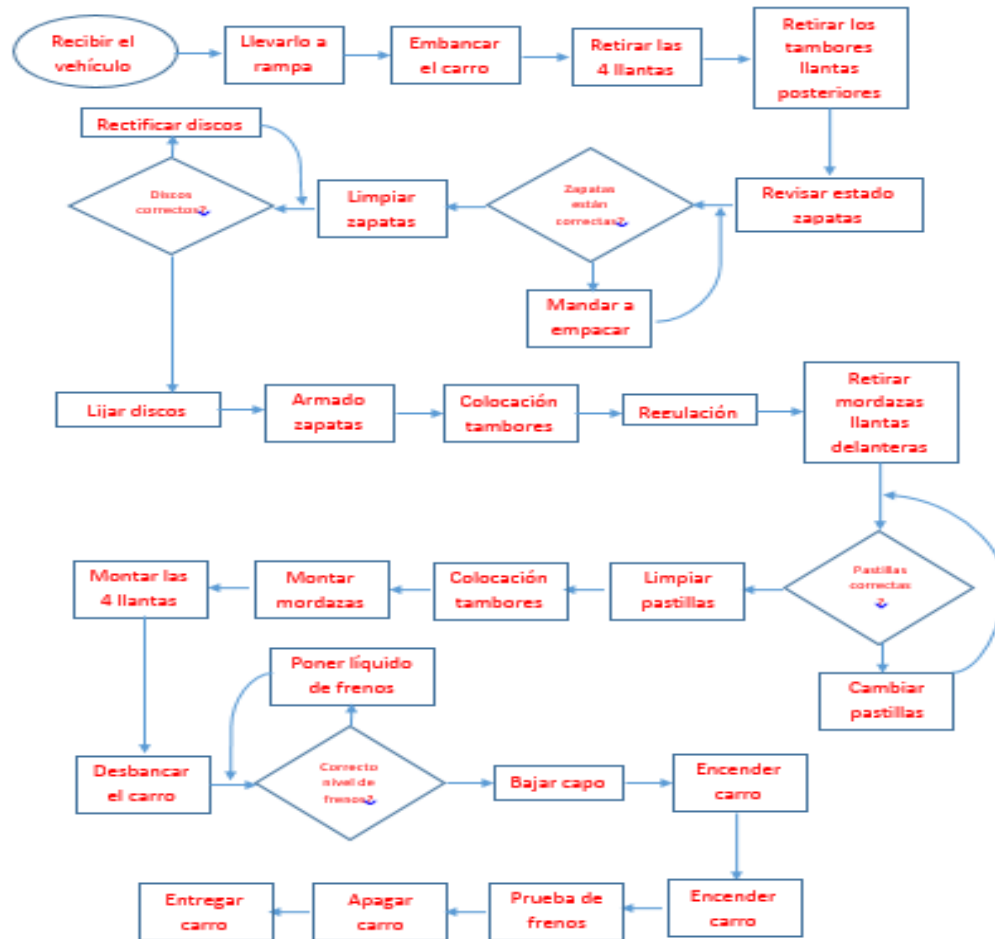 Recibir el
vehículo
Llevarlo a
rampa
Embancar
el carro
Retirar las
4 llantas
Retirar los
tambores
llantas
posteriores
Revisar estado
zapatas
Zapatas
están
correctas?
Mandar a
empacar
Limpiar
zapatas
Discos
correctos?
Rectificar discos
Lijar discos
Armado
zapatas
Colocación
tambores
Regulación
Retirar
mordazas
llantas
delanteras
Pastillas
correctas
?
Cambiar
pastillas
Limpiar
pastillas
Colocación
tambores
Montar
mordazas
Montar las
4 llantas
Desbancar
el carro
Correcto
nivel de
frenos?
Poner líquido
de frenos
Bajar capo
Encender
carro
Encender
carro
Prueba de
frenos
Apagar
carro
Entregar
carro